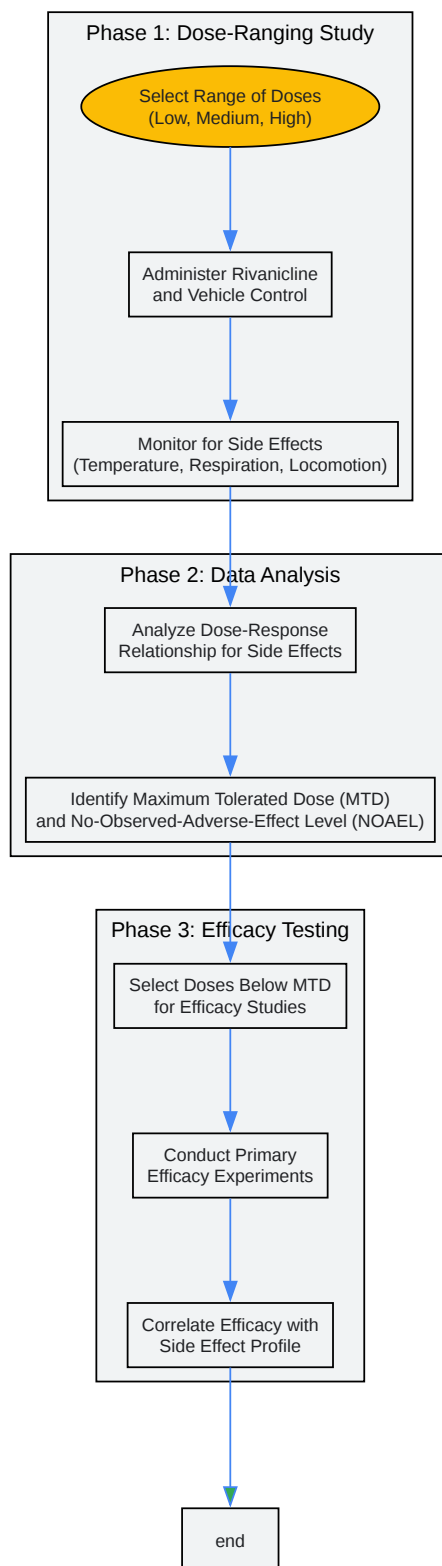 Phase 1: Dose-Ranging Study
Select Range of Doses
(Low, Medium, High)
Administer Rivanicline
and Vehicle Control
Monitor for Side Effects
(Temperature, Respiration, Locomotion)
Phase 2: Data Analysis
Analyze Dose-Response
Relationship for Side Effects
Identify Maximum Tolerated Dose (MTD)
and No-Observed-Adverse-Effect Level (NOAEL)
Phase 3: Efficacy Testing
Select Doses Below MTD
for Efficacy Studies
Conduct Primary
Efficacy Experiments
Correlate Efficacy with
Side Effect Profile
end